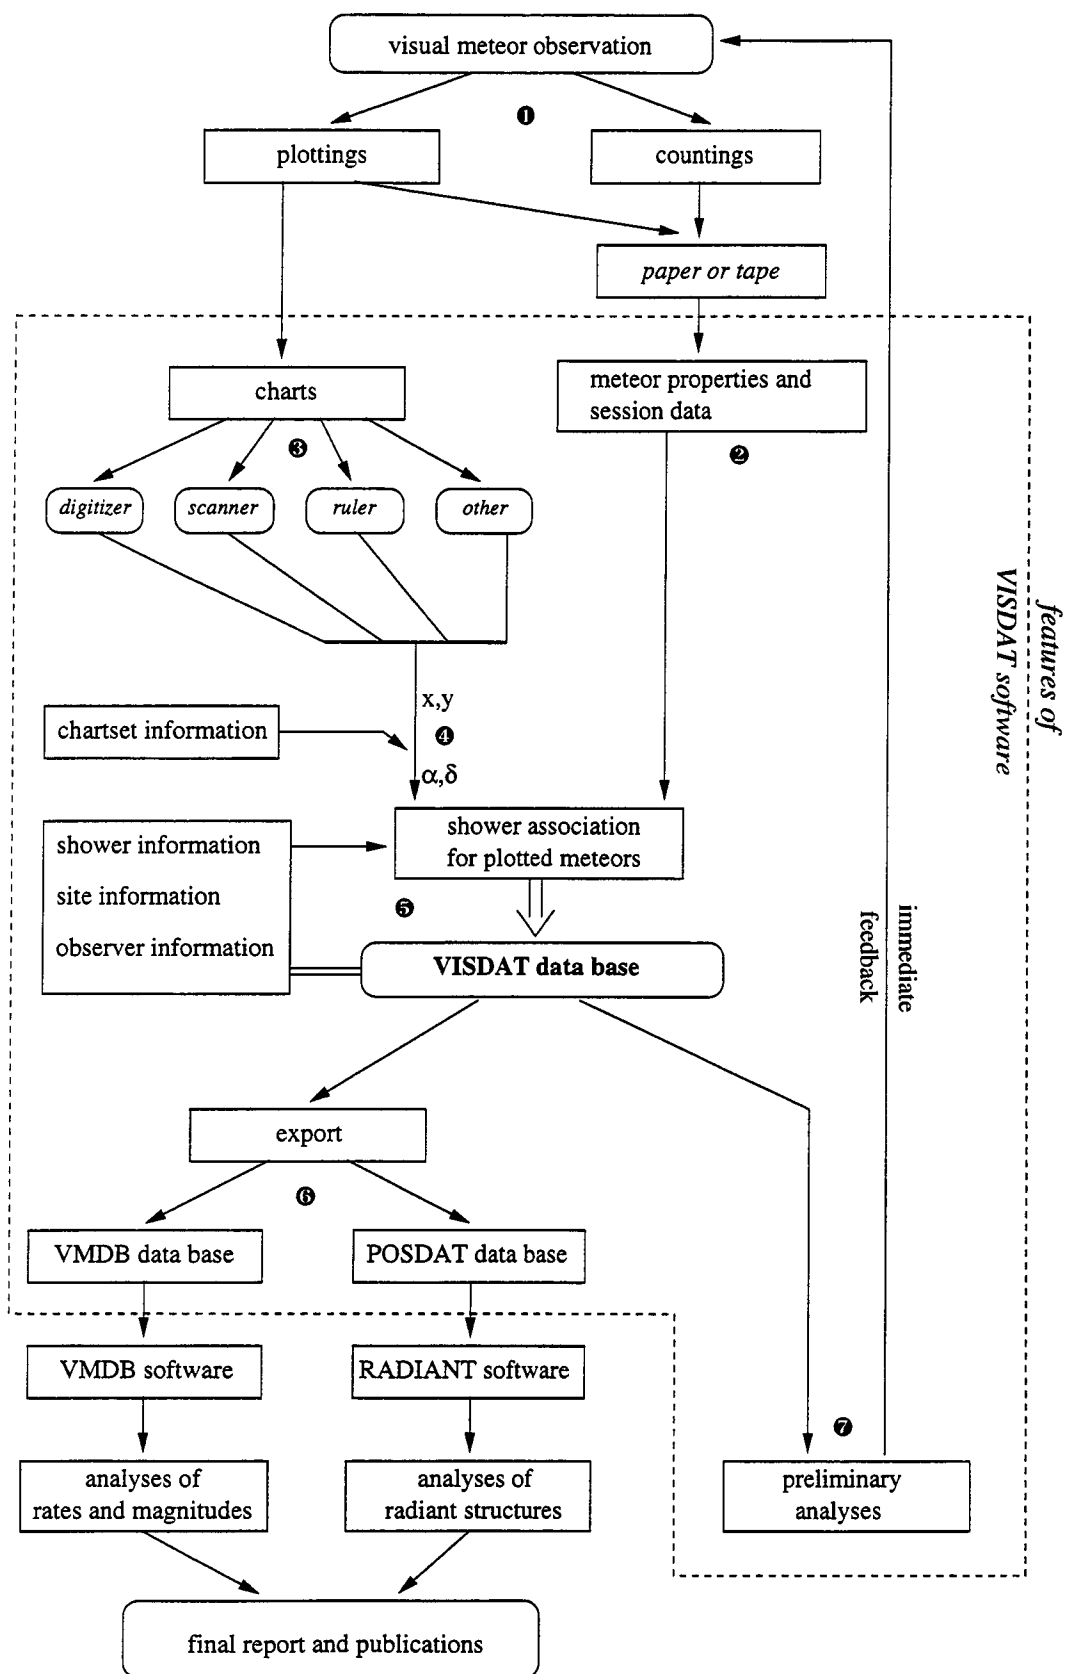 visual meteor observation
❶
plottings
countings
paper or tape
charts
meteor properties and
session data
❸
❷
digitizer
scanner
ruler
other
features of
VISDAT software
x,y
chartset information
❹
α,δ
shower association
for plotted meteors
shower information
site information
observer information
❺
VISDAT data base
immediate
feedback
export
❻
VMDB data base
POSDAT data base
VMDB software
RADIANT software
❼
analyses of
rates and magnitudes
analyses of
radiant structures
preliminary
analyses
final report and publications